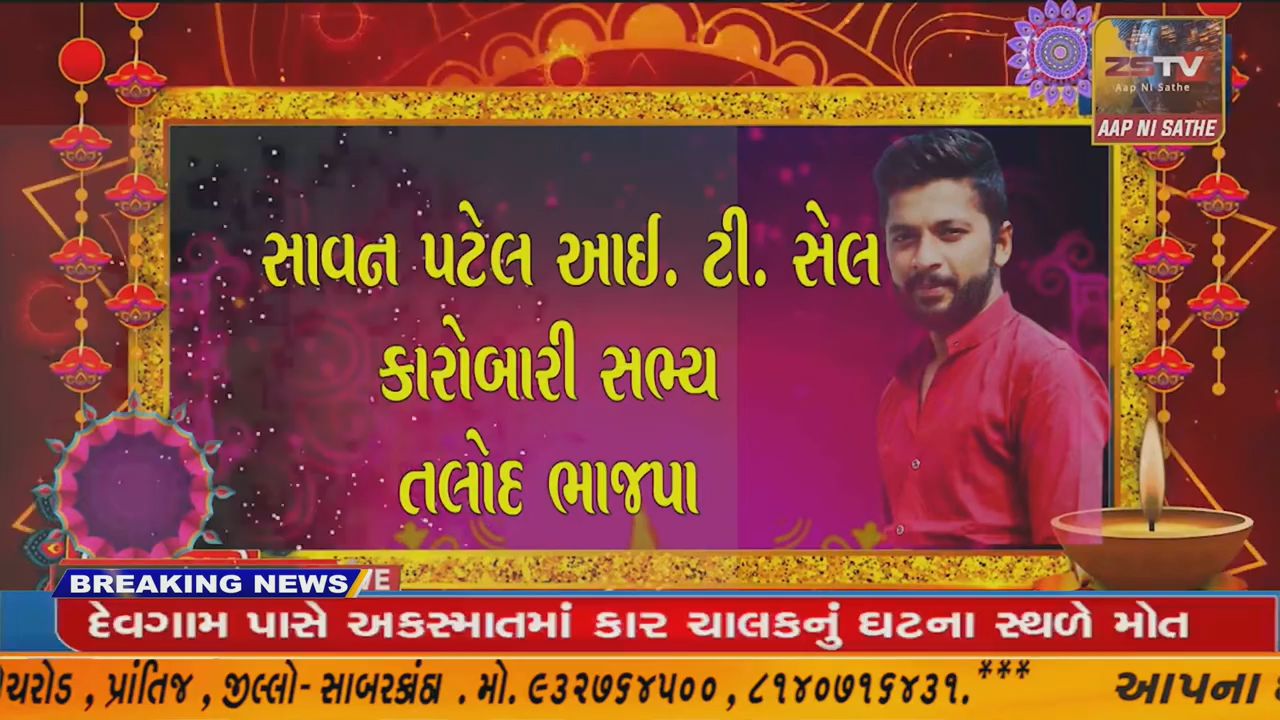 ZSTV
Aap Ni Sathe
AAP NI SATHE
સાવન પટેલ આઈ. ટી. સેલ
કારોબારી સભ્ય
તલોદ ભાજપા
BREAKING NEWS
દેવગામ પાસે અકસ્માતમાં કાર ચાલકનું ઘટના સ્થળે મોત
, પ્રાંતિજ , જીલ્લો- સાબરકાંઠા . મો. ૯૩૨૭૬૪૫૦૦ , ૮૧૪૦૭૧૬૪૩૧.*** આપના